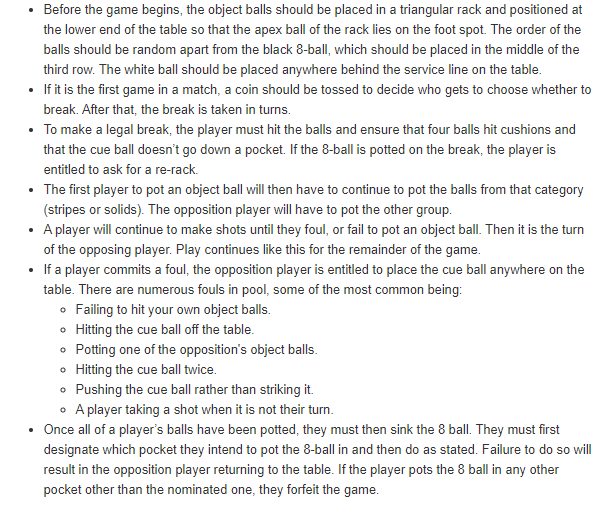 Before the game begins, the object balls should be placed in a triangular rack and positioned at
the lower end of the table so that the apex ball of the rack lies on the foot spot. The order of the
balls should be random apart from the black 8-ball, which should be placed in the middle of the
third row. The white ball should be placed anywhere behind the service line on the table.
If it is the first game in a match, a coin should be tossed to decide who gets to choose whether to
break. After that, the break is taken in turns.
To make a legal break, the player must hit the balls and ensure that four balls hit cushions and
that the cue ball doesn't go down a pocket. If the 8-ball is potted on the break, the player is
entitled to ask for a re-rack.
The first player to pot an object ball will then have to continue to pot the balls from that category
(stripes or solids). The opposition player will have to pot the other group.
A player will continue to make shots until they foul, or fail to pot an object ball. Then it is the turn
of the opposing player. Play continues like this for the remainder of the game.
If a player commits a foul, the opposition player is entitled to place the cue ball anywhere on the
table. There are numerous fouls in pool, some of the most common being:
Failing to hit your own object balls.
Hitting the cue ball off the table.
Potting one of the opposition's object balls.
Hitting the cue ball twice.
Pushing the cue ball rather than striking it.
A player taking a shot when it is not their turn.
Once all of a player's balls have been potted, they must then sink the 8 ball. They must first
designate which pocket they intend to pot the 8-ball in and then do as stated. Failure to do so will
result in the opposition player returning to the table. If the player pots the 8 ball in any other
pocket other than the nominated one, they forfeit the game.